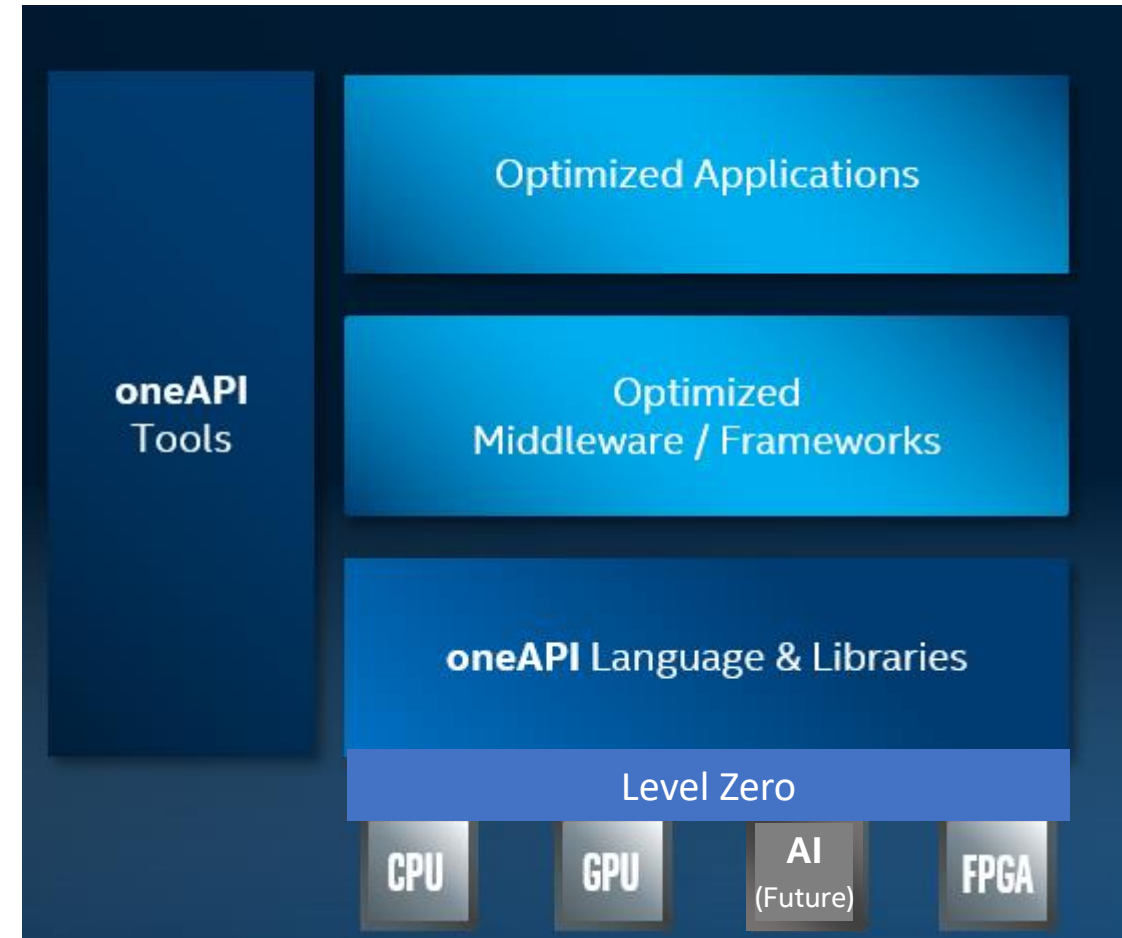 oneAPI
Tools
Optimized Applications
Optimized
Middleware / Frameworks
oneAPI Language & Libraries
Level Zero
CPU
GPU
AI
(Future)
FPGA